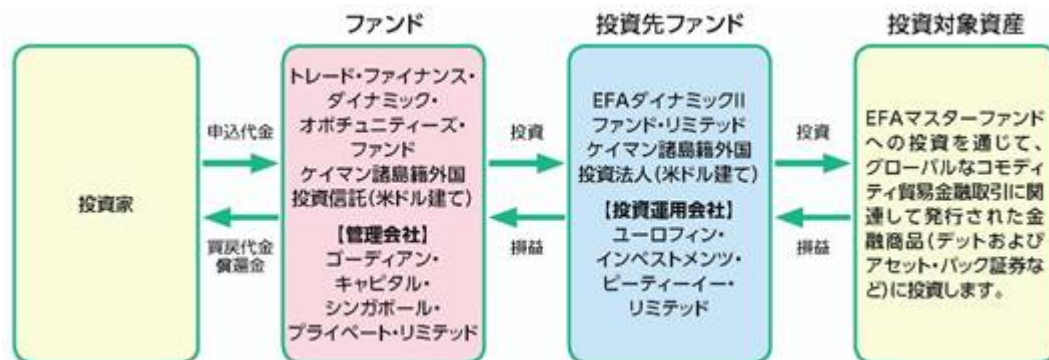 ファンド
投資先ファンド
投資対象資産
投資家
申込代金
買戻代金
償還金
トレード・ファイナンス・
ダイナミック・
オポチュニティーズ・
ファンド
ケイマン諸島籍外国
投資信託(米ドル建て)
【管理会社】
ゴーディアン・
キャピタル・
シンガポール・
プライベート・リミテッド
投資
損益
EFAダイナミックII
ファンド・リミテッド
ケイマン諸島籍外国
投資法人(米ドル建て)
【投資運用会社】
ユーロフィン・
インベストメンツ・
ピーティーイー・
リミテッド
投資
損益
EFAマスターファンド
への投資を通じて、
グローバルなコモディ
ティ貿易金融取引に関
連して発行された金
融商品(デットおよび
アセット・バック証券な
ど)に投資します。